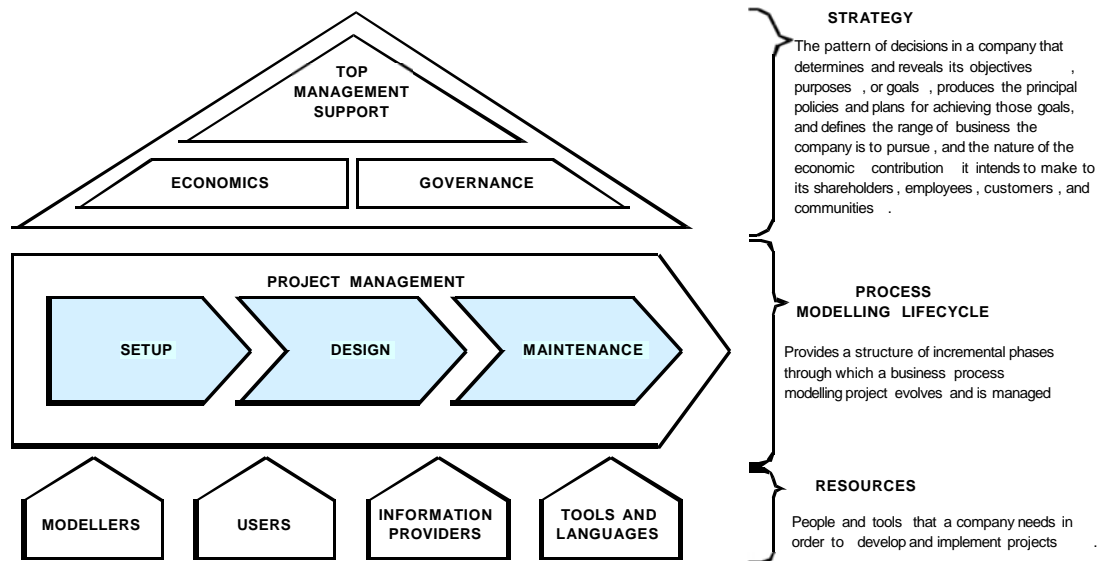 TOP
MANAGEMENT
SUPPORT
ECONOMICS
GOVERNANCE
STRATEGY
The pattern of decisions in a company that
determines and reveals its objectives ,
purposes , or goals , produces the principal
policies and plans for achieving those goals,
and defines the range of business the
company is to pursue , and the nature of the
economic contribution it intends to make to
its shareholders , employees , customers , and
communities .
PROJECT MANAGEMENT
SETUP
DESIGN
MAINTENANCE
PROCESS
MODELLING LIFECYCLE
Provides a structure of incremental phases
through which a business process
modelling project evolves and is managed
MODELLERS
USERS
INFORMATION
PROVIDERS
TOOLS AND
LANGUAGES
RESOURCES
People and tools that a company needs in
order to develop and implement projects .